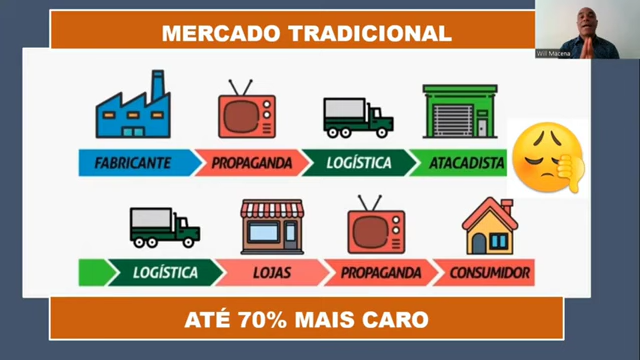 MERCADO TRADICIONAL
Will Macena
FABRICANTE PROPAGANDA LOGÍSTICA ATACADISTA
LOGÍSTICA LOJAS PROPAGANDA CONSUMIDOR
ATÉ 70% MAIS CARO